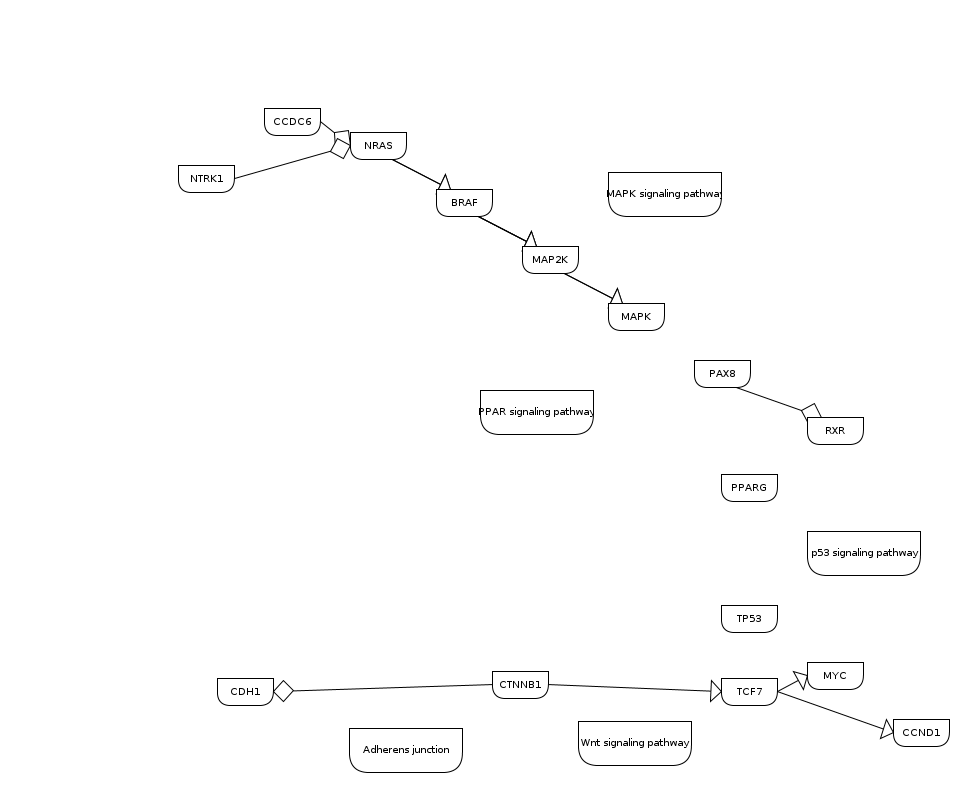 CCDC6
NRAS
NTRK1
MAPK signaling pathway
BRAF
MAP2K
MAPK
PAX8
PPAR signaling pathway
RXR
PPARG
p53 signaling pathway
TP53
MYC
CDH1
CTNNB1
TCF7
CCND1
Wnt signaling pathway
Adherens junction